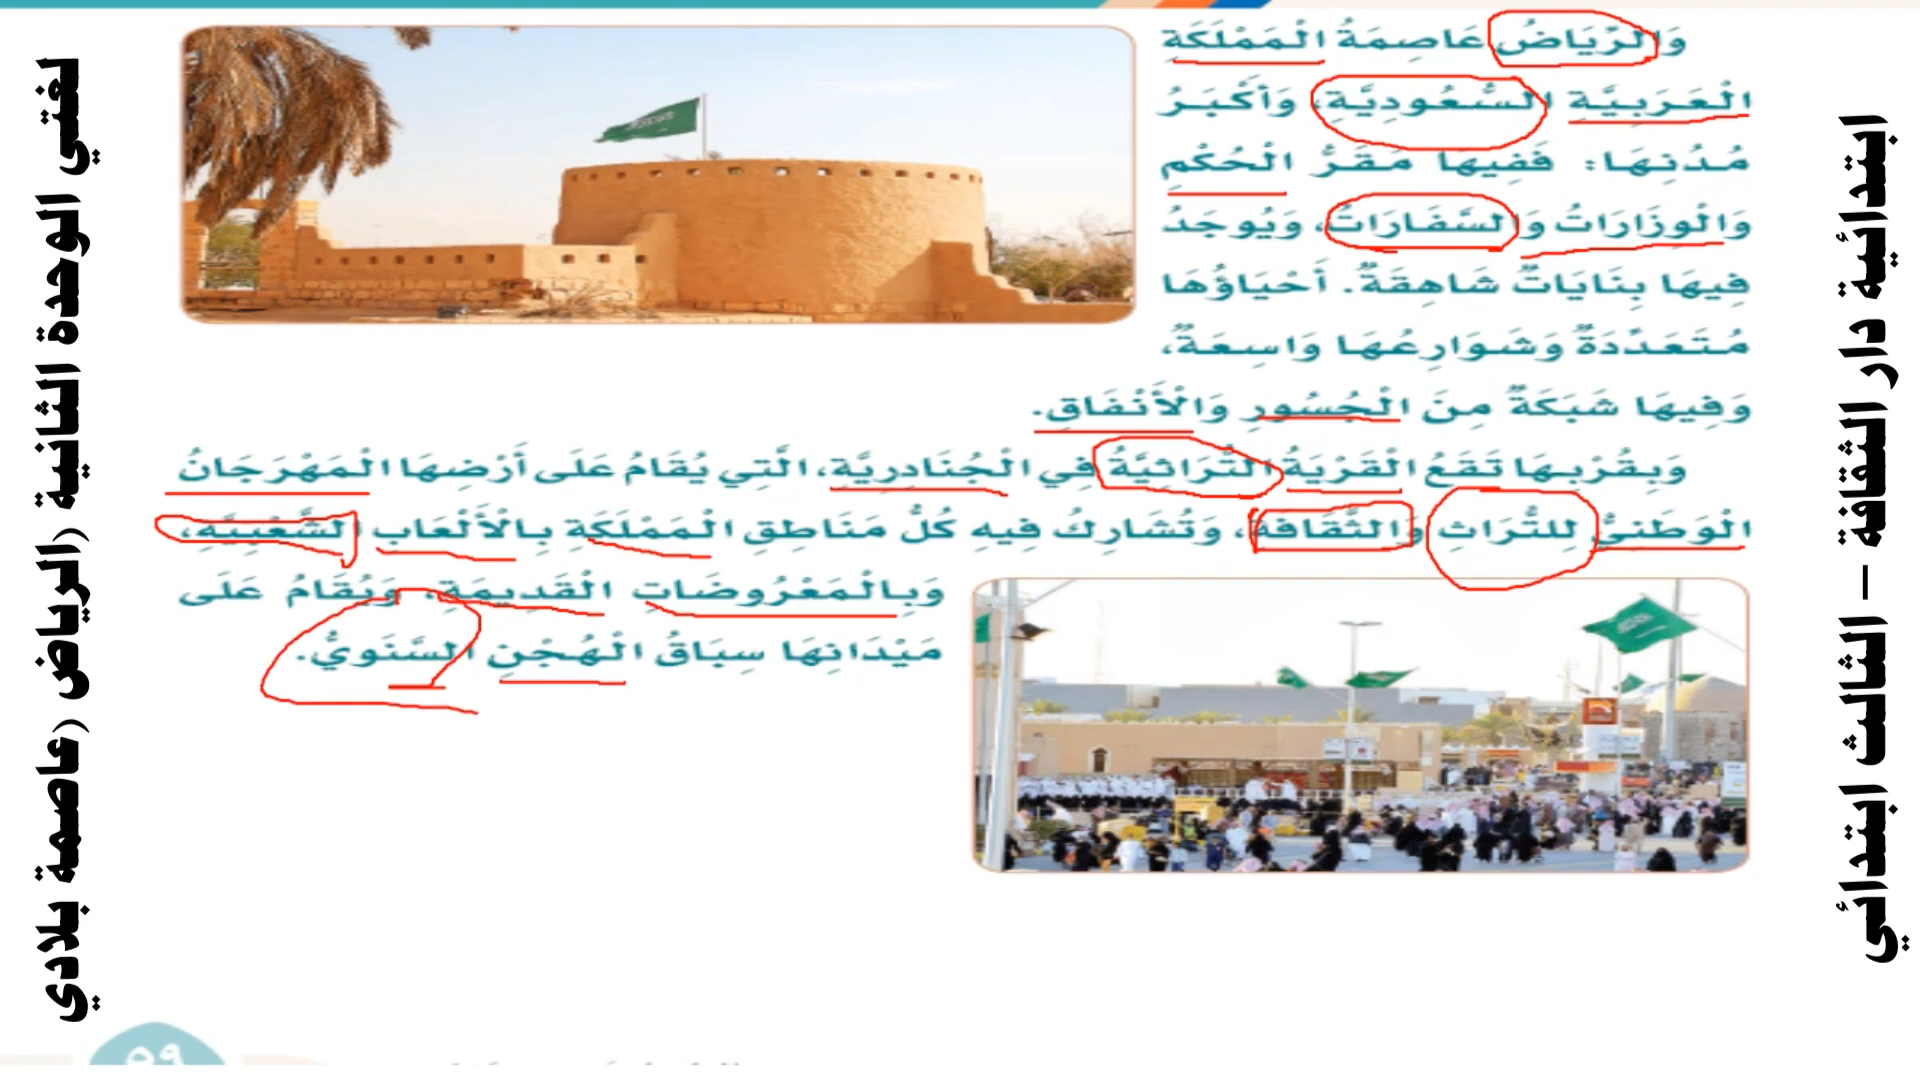 وَالرِّيَاضُ عَاصِمَةُ الْمَمْلَكَةِ
الْعَرَبِيَّةِ السُّعُودِيَّةِ، وَأَكْبَرُ
مُدُنِهَا: فَفِيهَا مَقَرُّ الْحُكْمِ
وَالْوِزَارَاتُ وَالسَّفَارَاتُ، وَيُوجَدُ
فِيهَا بِنَايَاتٌ شَاهِقَةٌ. أَحْيَاؤُهَا
مُتَعَدِّدَةٌ وَشَوَارِعُهَا وَاسِعَةٌ،
وَفِيهَا شَبَكَةٌ مِنَ الْجُسُورِ وَالْأَنْفَاقِ.
وَبِقُرْبِهَا تَقَعُ الْقَرْيَةُ التُّرَاثِيَّةُ فِي الْجُنَادِرِيَّةِ، الَّتِي يُقَامُ عَلَى أَرْضِهَا الْمَهْرَجَانُ
الْوَطَنِيُّ لِلتُّرَاثِ وَالثَّقَافَةِ، وَتُشَارِكُ فِيهِ كُلُّ مَنَاطِقِ الْمَمْلَكَةِ بِالْأَلْعَابِ الشَّعْبِيَّةِ،
وَبِالْمَعْرُوضَاتِ الْقَدِيمَةِ، وَيُقَامُ عَلَى
مَيْدَانِهَا سِبَاقُ الْهُجْنِ السَّنَوِيُّ.
ابتدائية دار الثقافة – الثالث ابتدائي
لغتي الوحدة الثانية (الرياض (عاصمة بلادي
٥٩